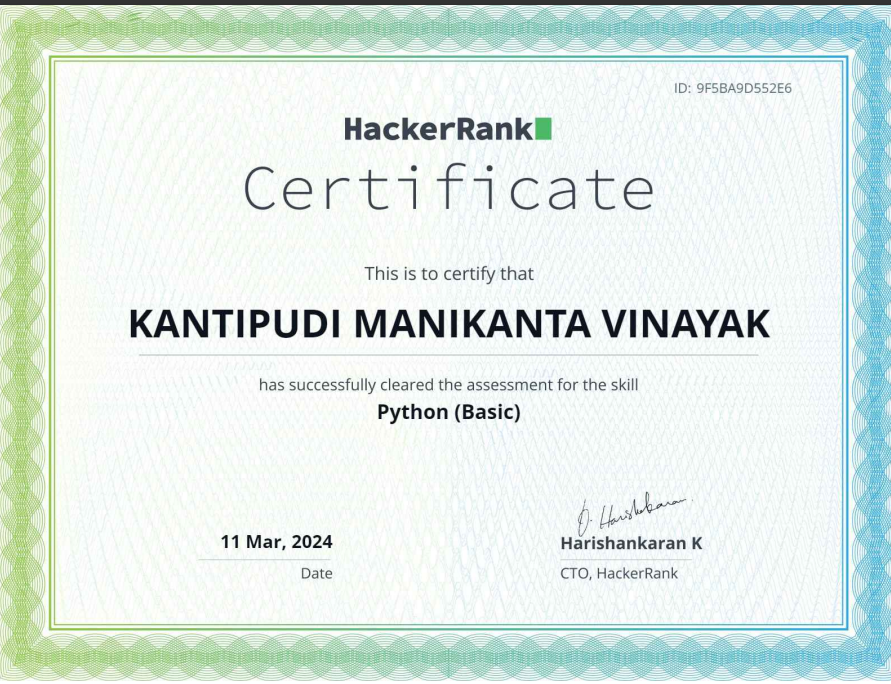 ID: 9F5BA9D552E6
HackerRank
Certificate
This is to certify that
KANTIPUDI MANIKANTA VINAYAK
has successfully cleared the assessment for the skill
Python (Basic)
11 Mar, 2024
Date
Harishankaran K
CTO, HackerRank